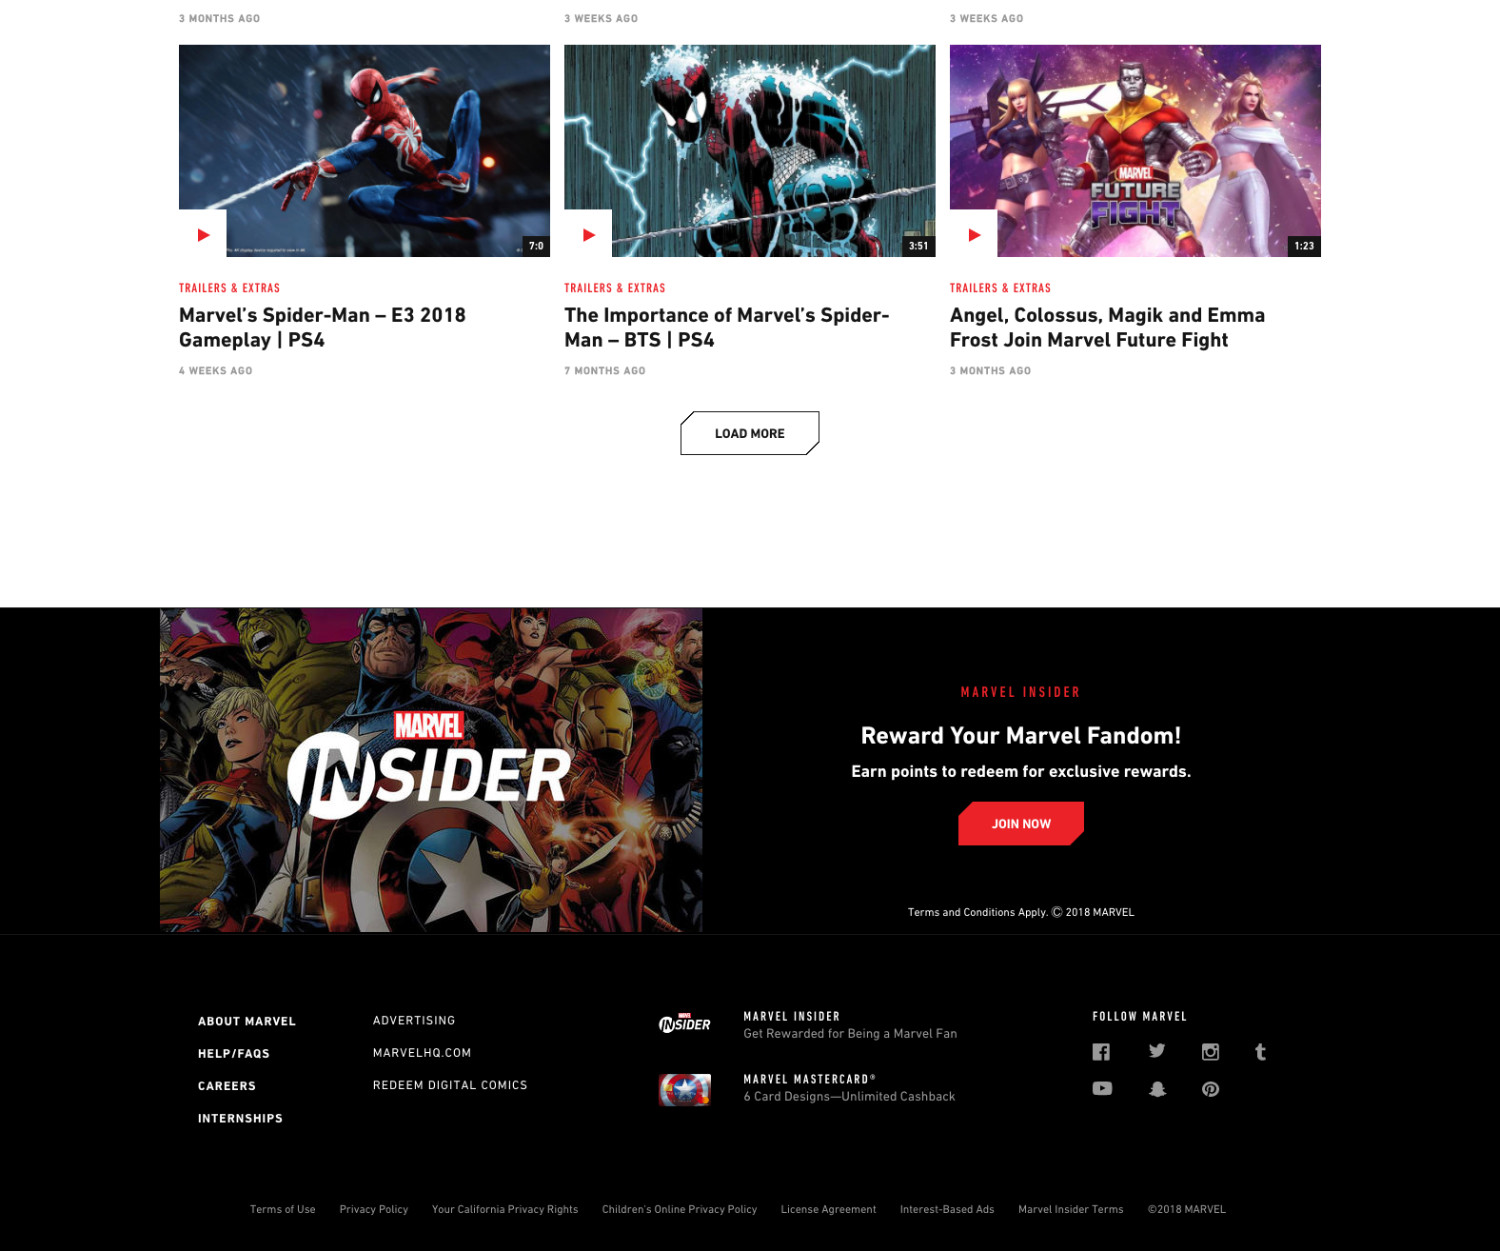 3 MONTHS AGO
3 WEEKS AGO
3 WEEKS AGO
7:0
3:51
MARVEL
FUTURE
FIGHT
1:23
TRAILERS & EXTRAS
Marvel’s Spider-Man – E3 2018
Gameplay | PS4
4 WEEKS AGO
TRAILERS & EXTRAS
The Importance of Marvel’s Spider-
Man – BTS | PS4
7 MONTHS AGO
TRAILERS & EXTRAS
Angel, Colossus, Magik and Emma
Frost Join Marvel Future Fight
3 MONTHS AGO
LOAD MORE
MARVEL
INSIDER
MARVEL INSIDER
Reward Your Marvel Fandom!
Earn points to redeem for exclusive rewards.
JOIN NOW
Terms and Conditions Apply. © 2018 MARVEL
ABOUT MARVEL
HELP/FAQS
CAREERS
INTERNSHIPS
ADVERTISING
MARVELHQ.COM
REDEEM DIGITAL COMICS
MARVEL
INSIDER
MARVEL INSIDER
Get Rewarded for Being a Marvel Fan
MARVEL MASTERCARD®
6 Card Designs—Unlimited Cashback
FOLLOW MARVEL
Terms of Use
Privacy Policy
Your California Privacy Rights
Children's Online Privacy Policy
License Agreement
Interest-Based Ads
Marvel Insider Terms
©2018 MARVEL